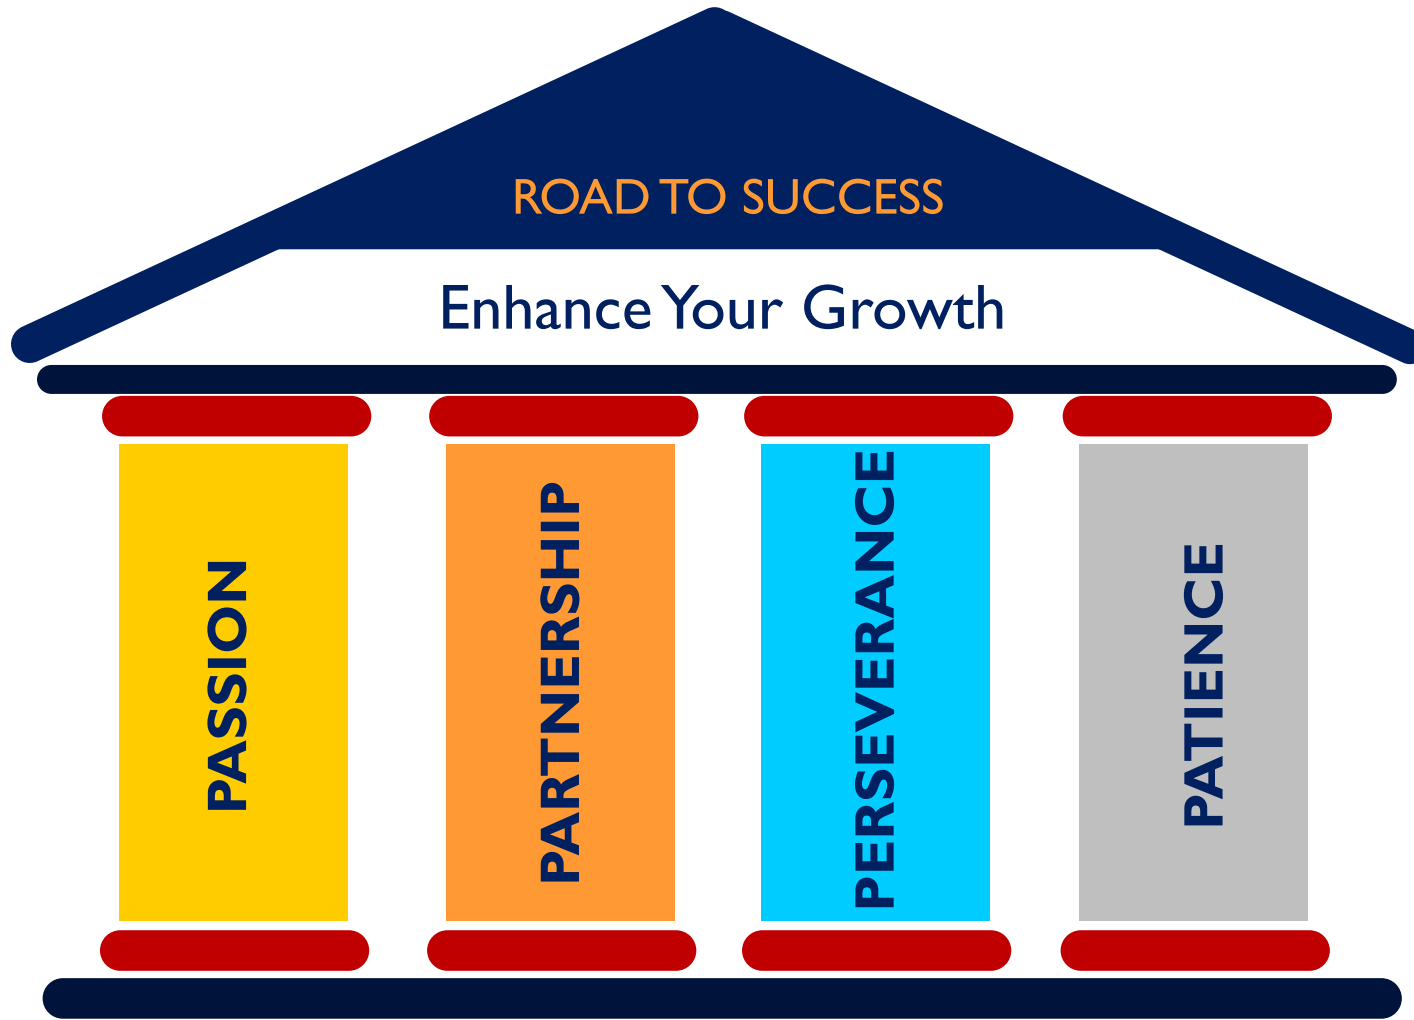 ROAD TO SUCCESS
Enhance Your Growth
PASSION
PARTNERSHIP
PERSEVERANCE
PATIENCE